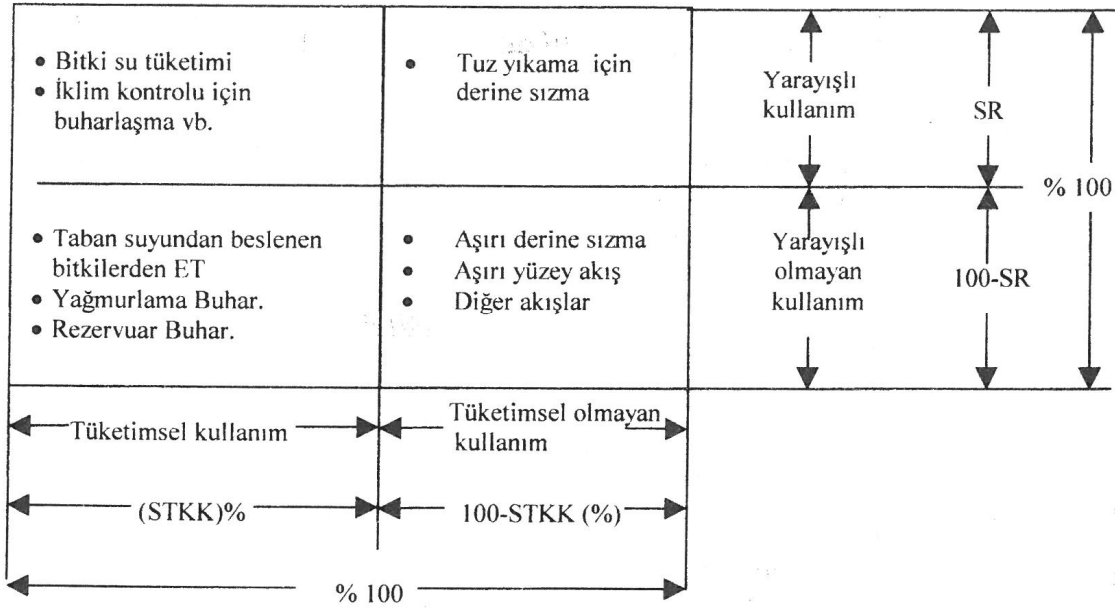 • Bitki su tüketimi
• İklim kontrolu için
buharlaşma vb.
• Tuz yıkama için
derine sızma
Yarayışlı
kullanım
SR
% 100
• Taban suyundan beslenen
bitkilerden ET
• Yağmurlama Buhar.
• Rezervuar Buhar.
• Aşırı derine sızma
• Aşırı yüzey akış
• Diğer akışlar
Yarayışlı
olmayan
kullanım
100-SR
Tüketimsel kullanım
Tüketimsel olmayan
kullanım
(STKK)%
100-STKK (%)
% 100